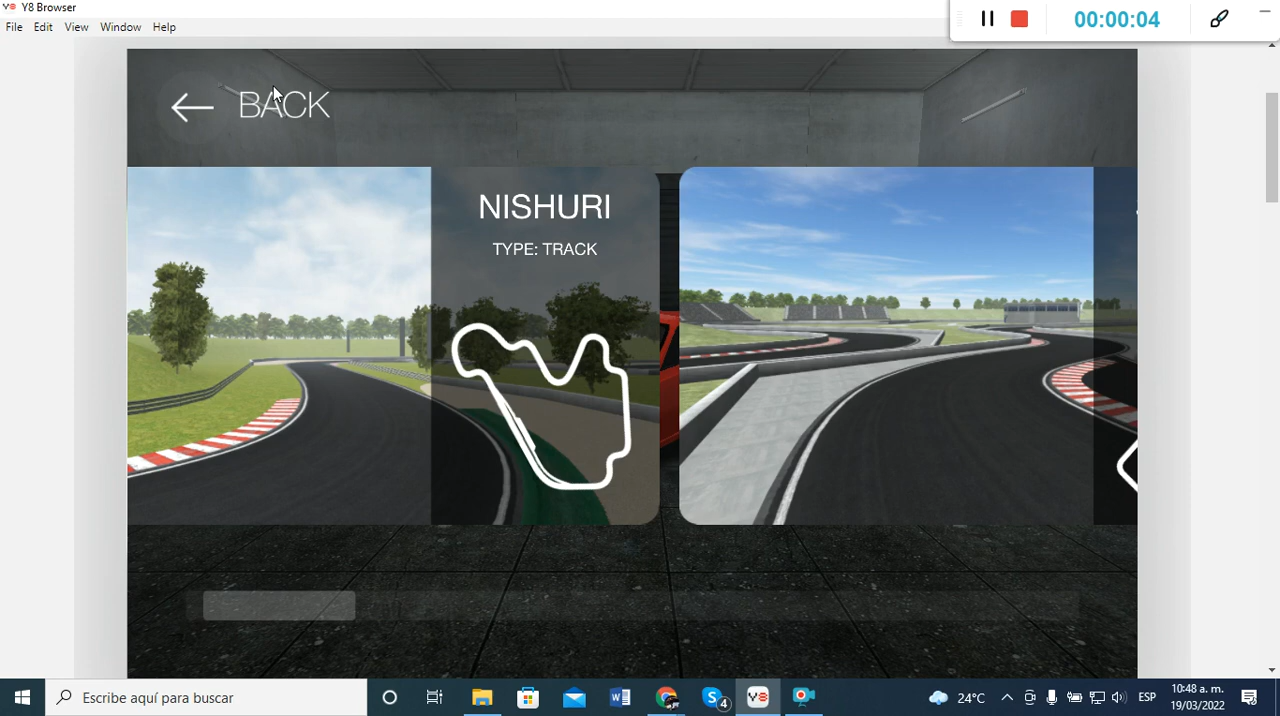 Y8 Browser
File Edit View Window Help
00:00:04
BACK
NISHURI
TYPE: TRACK
Escribe aquí para buscar
4
24°C
ESP
10:48 a. m.
19/03/2022